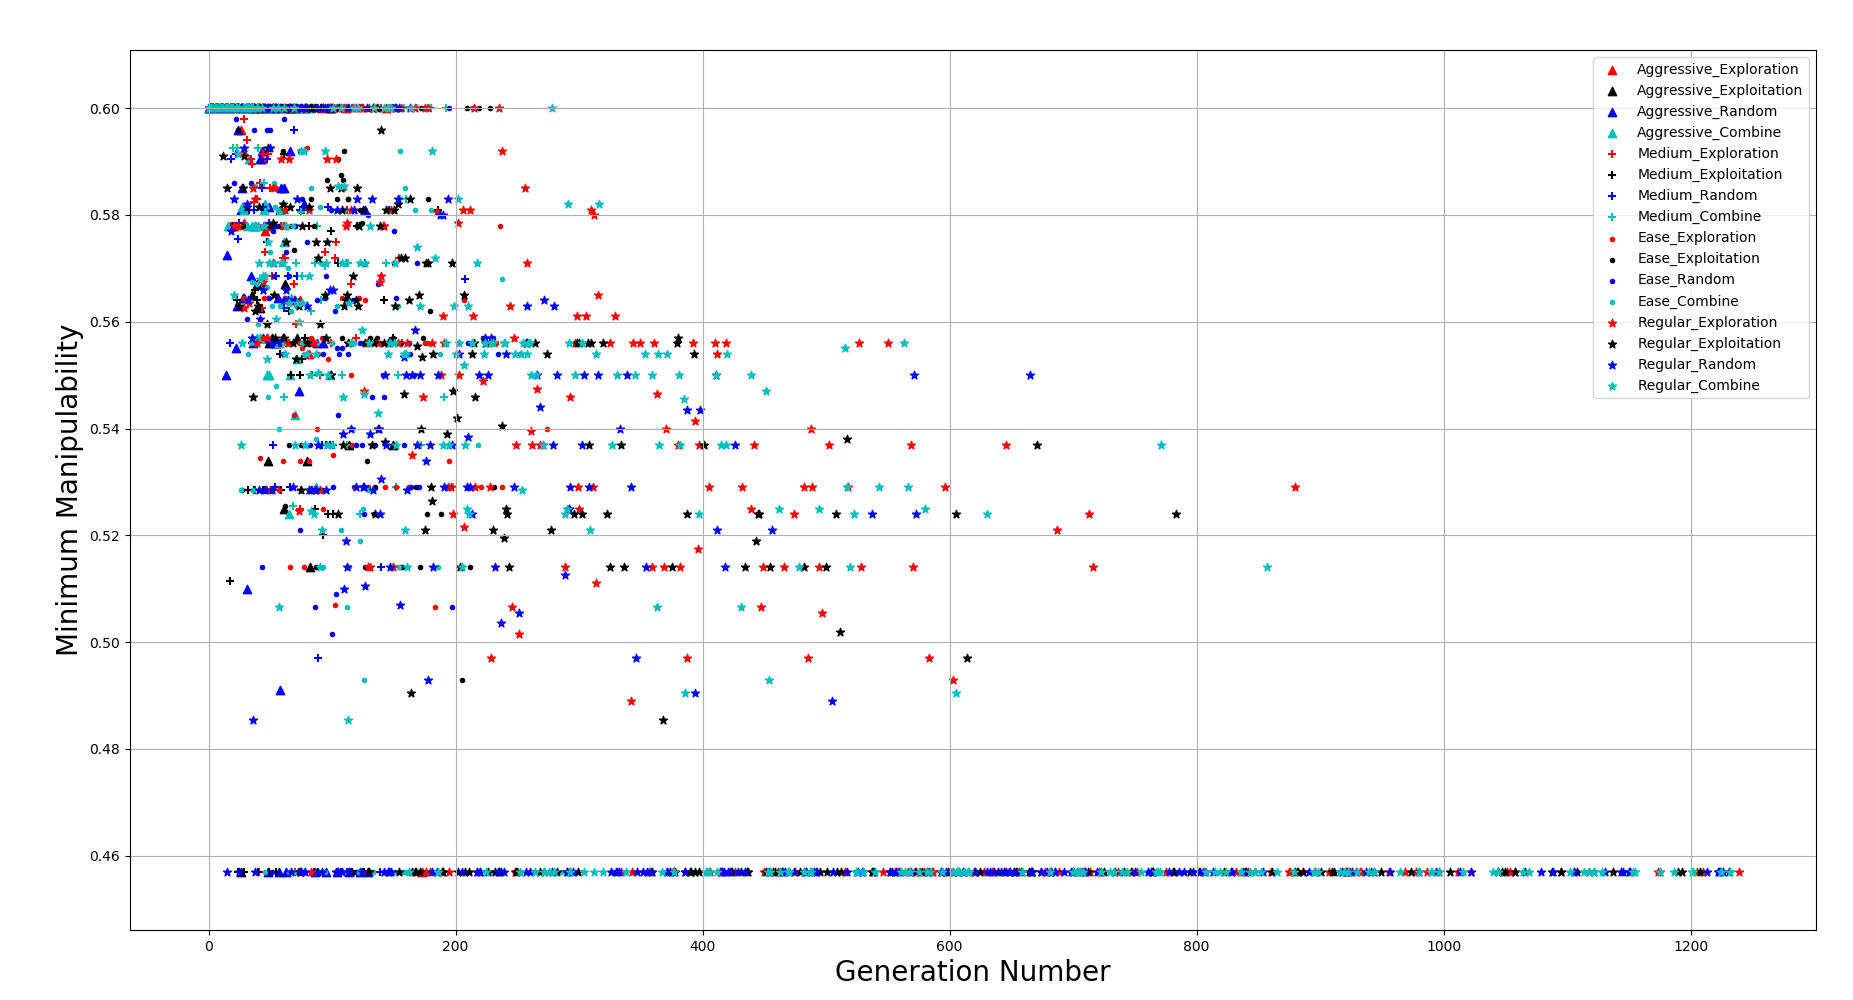 0.60
0.58
0.56
0.54
0.52
0.50
0.48
0.46
Minimum Manipulability
0
200
400
600
800
1000
1200
Generation Number
Aggressive_Exploration
Aggressive_Exploitation
Aggressive_Random
Aggressive_Combine
Medium_Exploration
Medium_Exploitation
Medium_Random
Medium_Combine
Ease_Exploration
Ease_Exploitation
Ease_Random
Ease_Combine
Regular_Exploration
Regular_Exploitation
Regular_Random
Regular_Combine